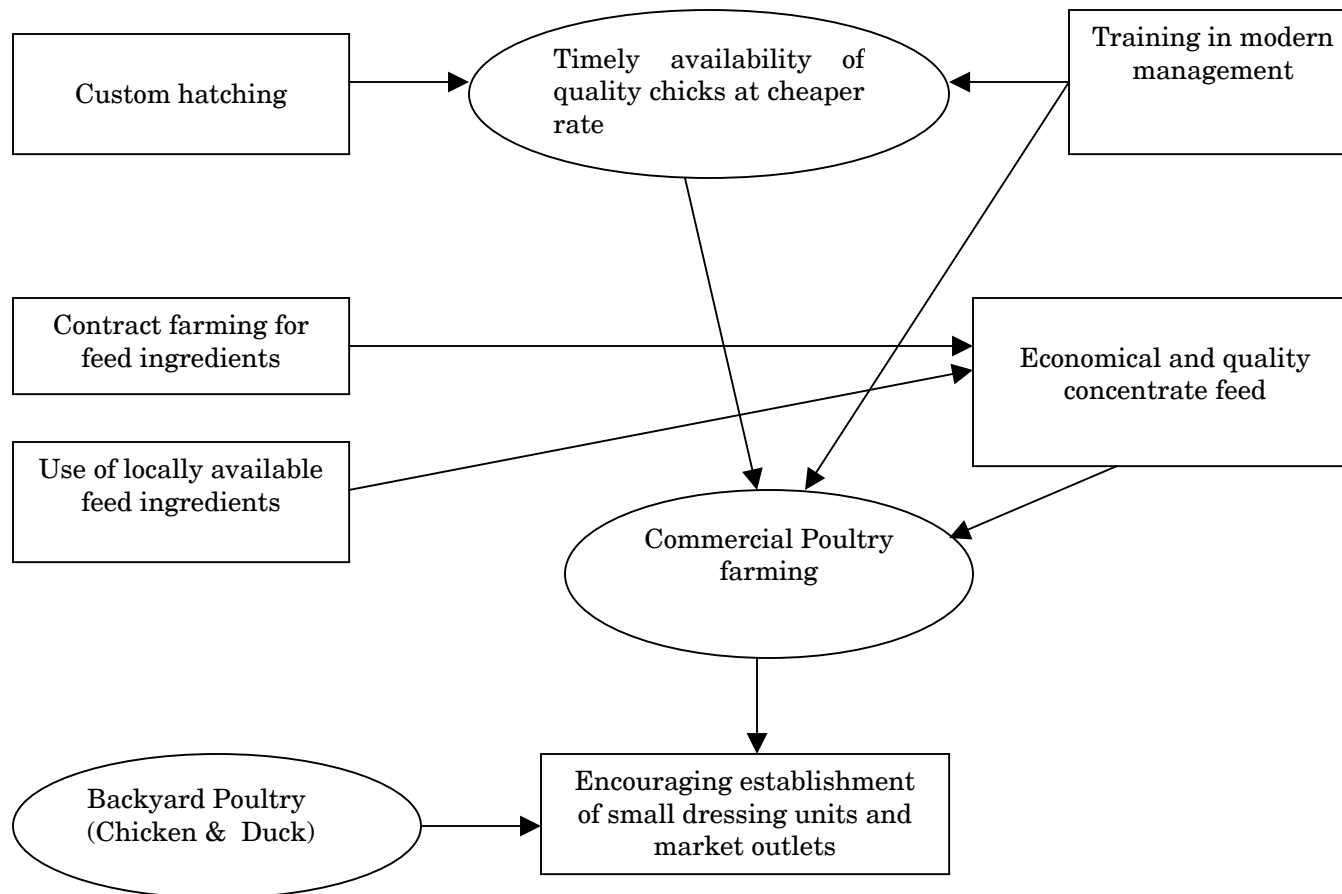 Custom hatching
Timely availability of
quality chicks at cheaper
rate
Training in modern
management
Contract farming for
feed ingredients
Economical and quality
concentrate feed
Use of locally available
feed ingredients
Commercial Poultry
farming
Backyard Poultry
(Chicken & Duck)
Encouraging establishment
of small dressing units and
market outlets